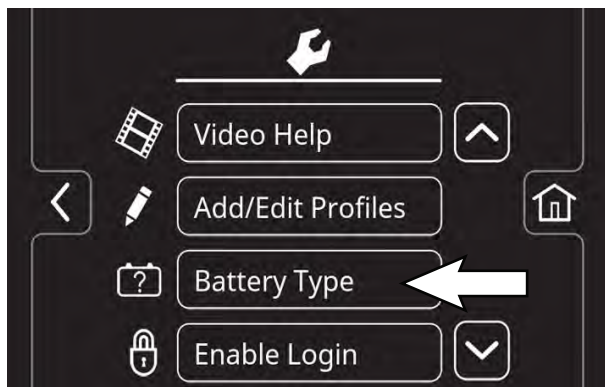 Video Help
Add/Edit Profiles
?
Battery Type
Enable Login